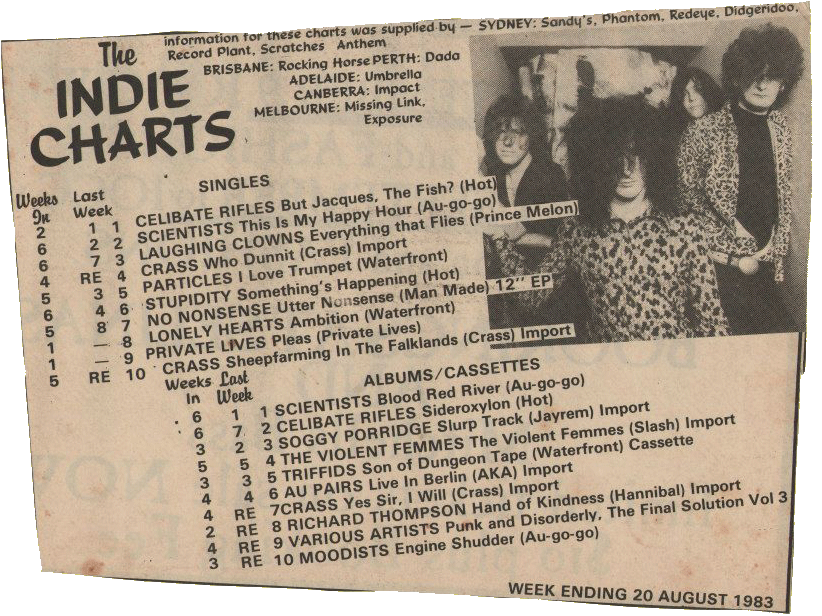 The
INDIE
CHARTS
information for these charts was supplied by — SYDNEY: Sandy's, Phantom, Redeye, Didgeridoo,
Record Plant, Scratches Anthem
BRISBANE: Rocking Horse PERTH: Dada
ADELAIDE: Umbrella
CANBERRA: Impact
MELBOURNE: Missing Link,
Exposure
SINGLES
Weeks In Last Week
2 1 1 CELIBATE RIFLES But Jacques, The Fish? (Hot)
6 2 2 SCIENTISTS This Is My Happy Hour (Au-go-go)
6 7 3 LAUGHING CLOWNS Everything that Flies (Prince Melon)
4 RE 4 CRASS Who Dunnit (Crass) Import
5 3 5 PARTICLES I Love Trumpet (Waterfront)
6 4 6 STUPIDITY Something's Happening (Hot)
5 8 7 NO NONSENSE Utter Nonsense (Man Made) 12" EP
1 — 8 LONELY HEARTS Ambition (Waterfront)
1 — 9 PRIVATE LIVES Pleas (Private Lives)
5 RE 10 CRASS Sheepfarming In The Falklands (Crass) Import
Weeks In Last Week
ALBUMS/CASSETTES
6 1 1 SCIENTISTS Blood Red River (Au-go-go)
6 7 2 CELIBATE RIFLES Sideroxylon (Hot)
3 2 3 SOGGY PORRIDGE Slurp Track (Jayrem) Import
5 5 4 THE VIOLENT FEMMES The Violent Femmes (Slash) Import
3 3 5 TRIFFIDS Son of Dungeon Tape (Waterfront) Cassette
4 4 6 AU PAIRS Live In Berlin (AKA) Import
4 RE 7 CRASS Yes Sir, I Will (Crass) Import
2 RE 8 RICHARD THOMPSON Hand of Kindness (Hannibal) Import
4 RE 9 VARIOUS ARTISTS Punk and Disorderly, The Final Solution Vol 3
3 RE 10 MOODISTS Engine Shudder (Au-go-go)
WEEK ENDING 20 AUGUST 1983